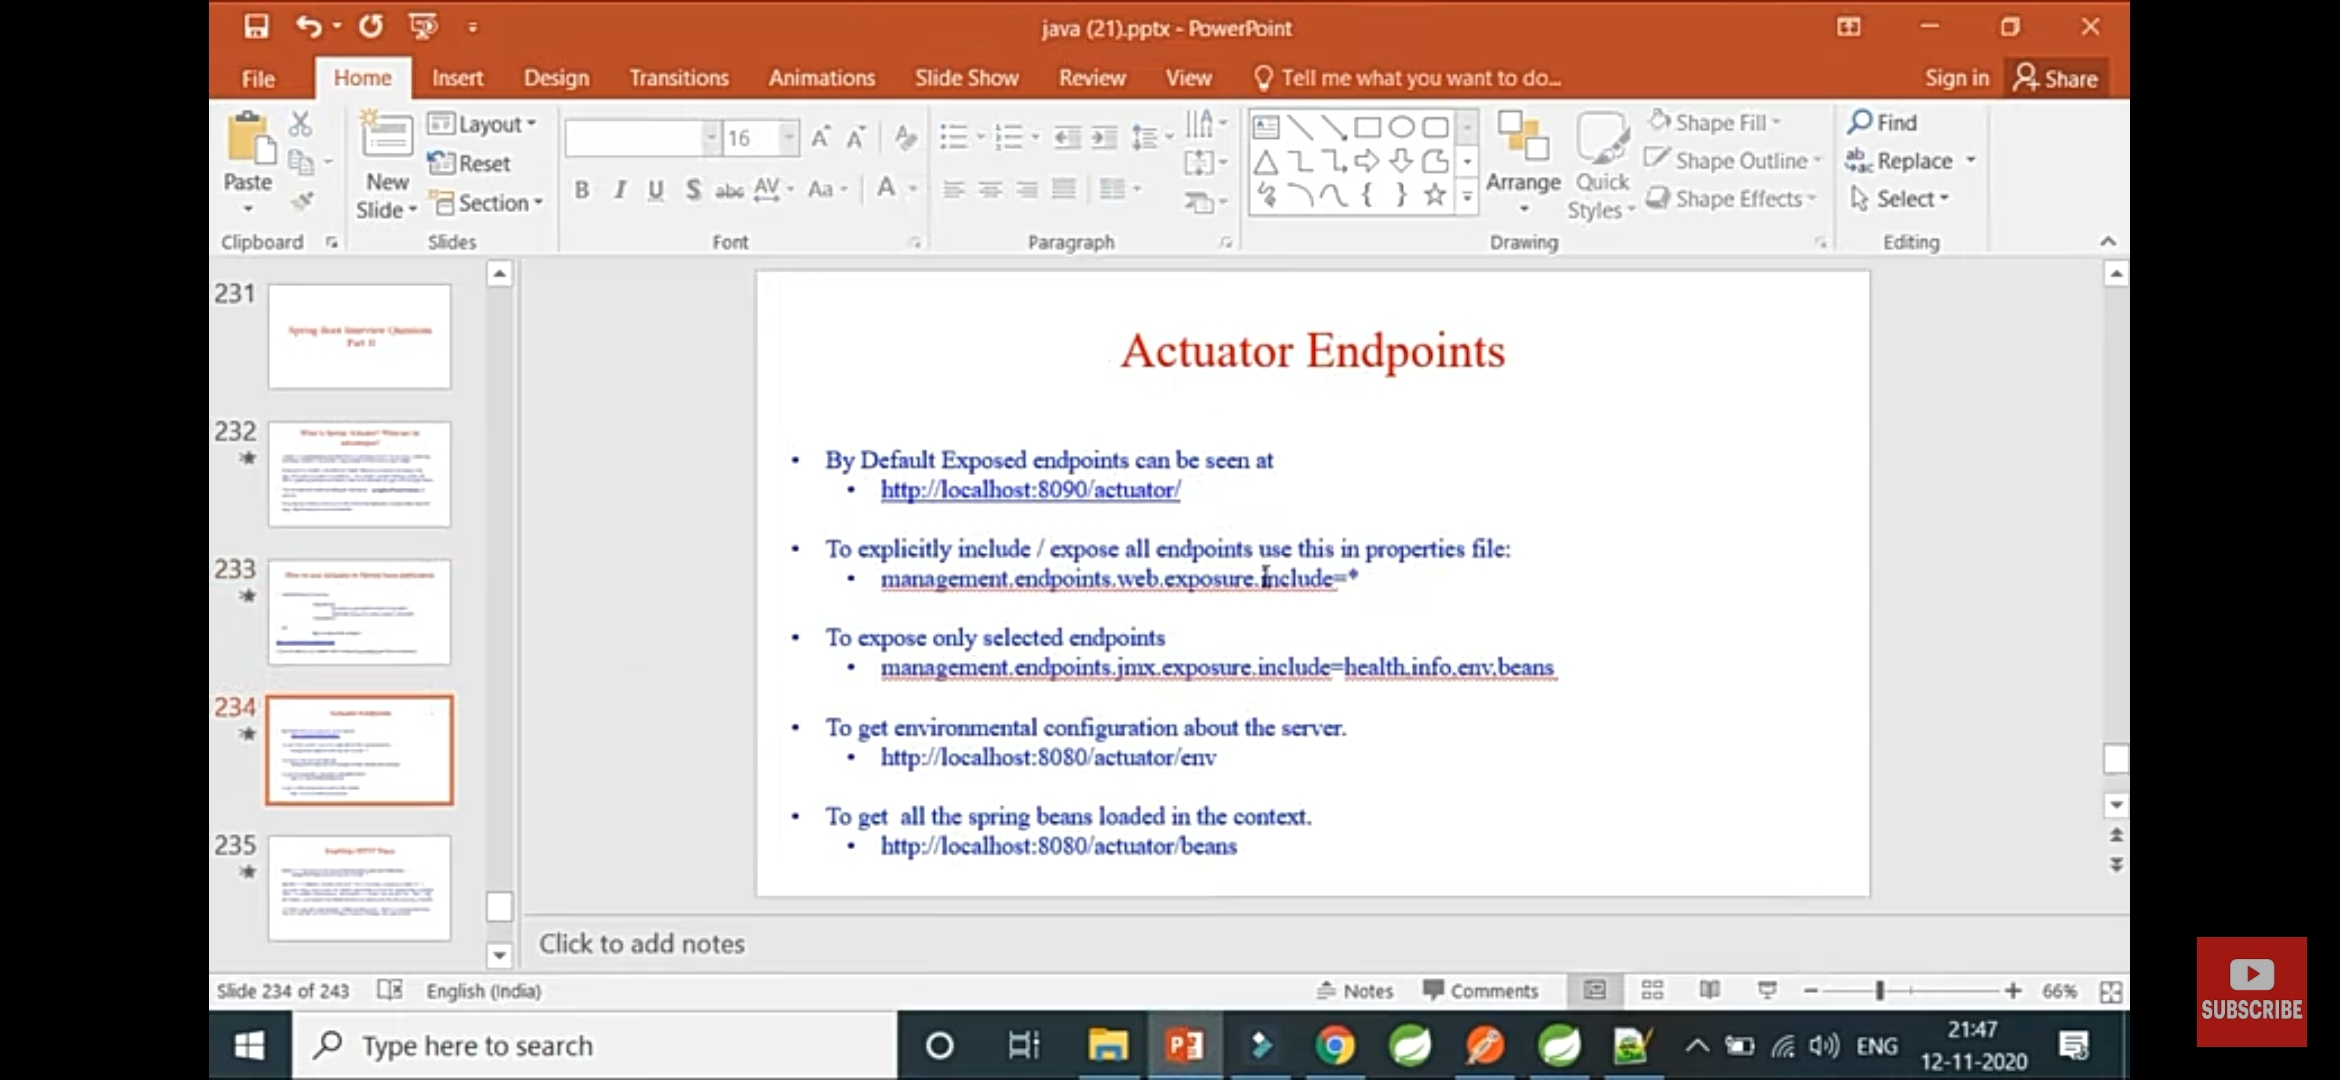 java (21).pptx - PowerPoint
File Home Insert Design Transitions Animations Slide Show Review View Tell me what you want to do... Sign in Share
Paste
Clipboard
New Slide
Layout
Reset
Section
Slides
16
B I U S abc AV Aa A
Font
Paragraph
Arrange
Quick Styles
Shape Fill
Shape Outline
Shape Effects
Drawing
Find
Replace
Select
Editing
231
Spring Boot Interview Questions
Part II
232
233
234
235
Actuator Endpoints
• By Default Exposed endpoints can be seen at
• http://localhost:8090/actuator/
• To explicitly include / expose all endpoints use this in properties file:
• management.endpoints.web.exposure.include=*
• To expose only selected endpoints
• management.endpoints.jmx.exposure.include=health,info,env,beans
• To get environmental configuration about the server.
• http://localhost:8080/actuator/env
• To get  all the spring beans loaded in the context.
• http://localhost:8080/actuator/beans
Click to add notes
Slide 234 of 243 English (India) Notes Comments 66%
Type here to search
ENG
21:47
12-11-2020
SUBSCRIBE